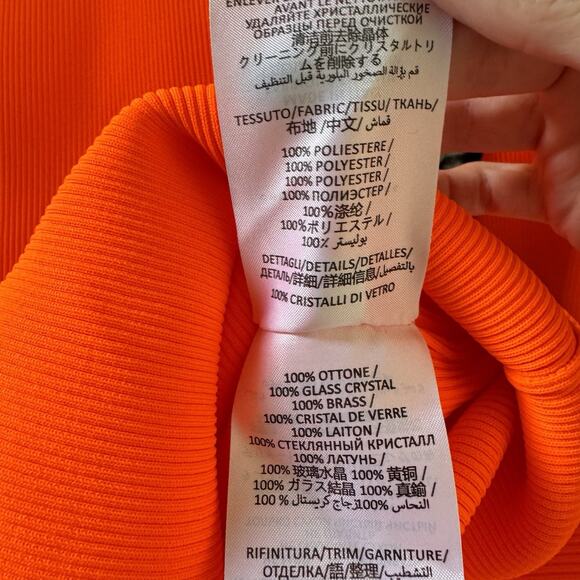 AVANT LE NETTOY
УДАЛЯЙТЕ КРИСТАЛЛИЧЕСКИЕ
ОБРАЗЦЫ ПЕРЕД ОЧИСТКОЙ
清洁前去除晶体
クリーニング前にクリスタルトリ
ムを削除する
قم بإزالة الصخور البلورية قبل التنظيف
TESSUTO/FABRIC/TISSU/ ТКАНЬ/
布地 /中文/ قماش/
100% POLIESTERE/
100% POLYESTER /
100% POLYESTER /
100% ПОЛИЭСТЕР /
100% 涤纶/
100%ポリエステル /
بوليستر 100٪
DETTAGLI/DETAILS/DETALLES/
ДЕТАЛЬ/詳細/详细信息/بالتفصيل/
100% CRISTALLI DI VETRO
100% OTTONE /
100% GLASS CRYSTAL
100% BRASS /
100% CRISTAL DE VERRE
100% LAITON /
100% СТЕКЛЯННЫЙ КРИСТАЛЛ
100% ЛАТУНЬ /
100% 玻璃水晶 100% 黄铜 /
100% ガラス結晶 100% 真鍮 /
100 % زجاج كريستال 100% النحاس /
RIFINITURA/TRIM/GARNITURE/
ОТДЕЛКА/語/整理/ التشطيب/